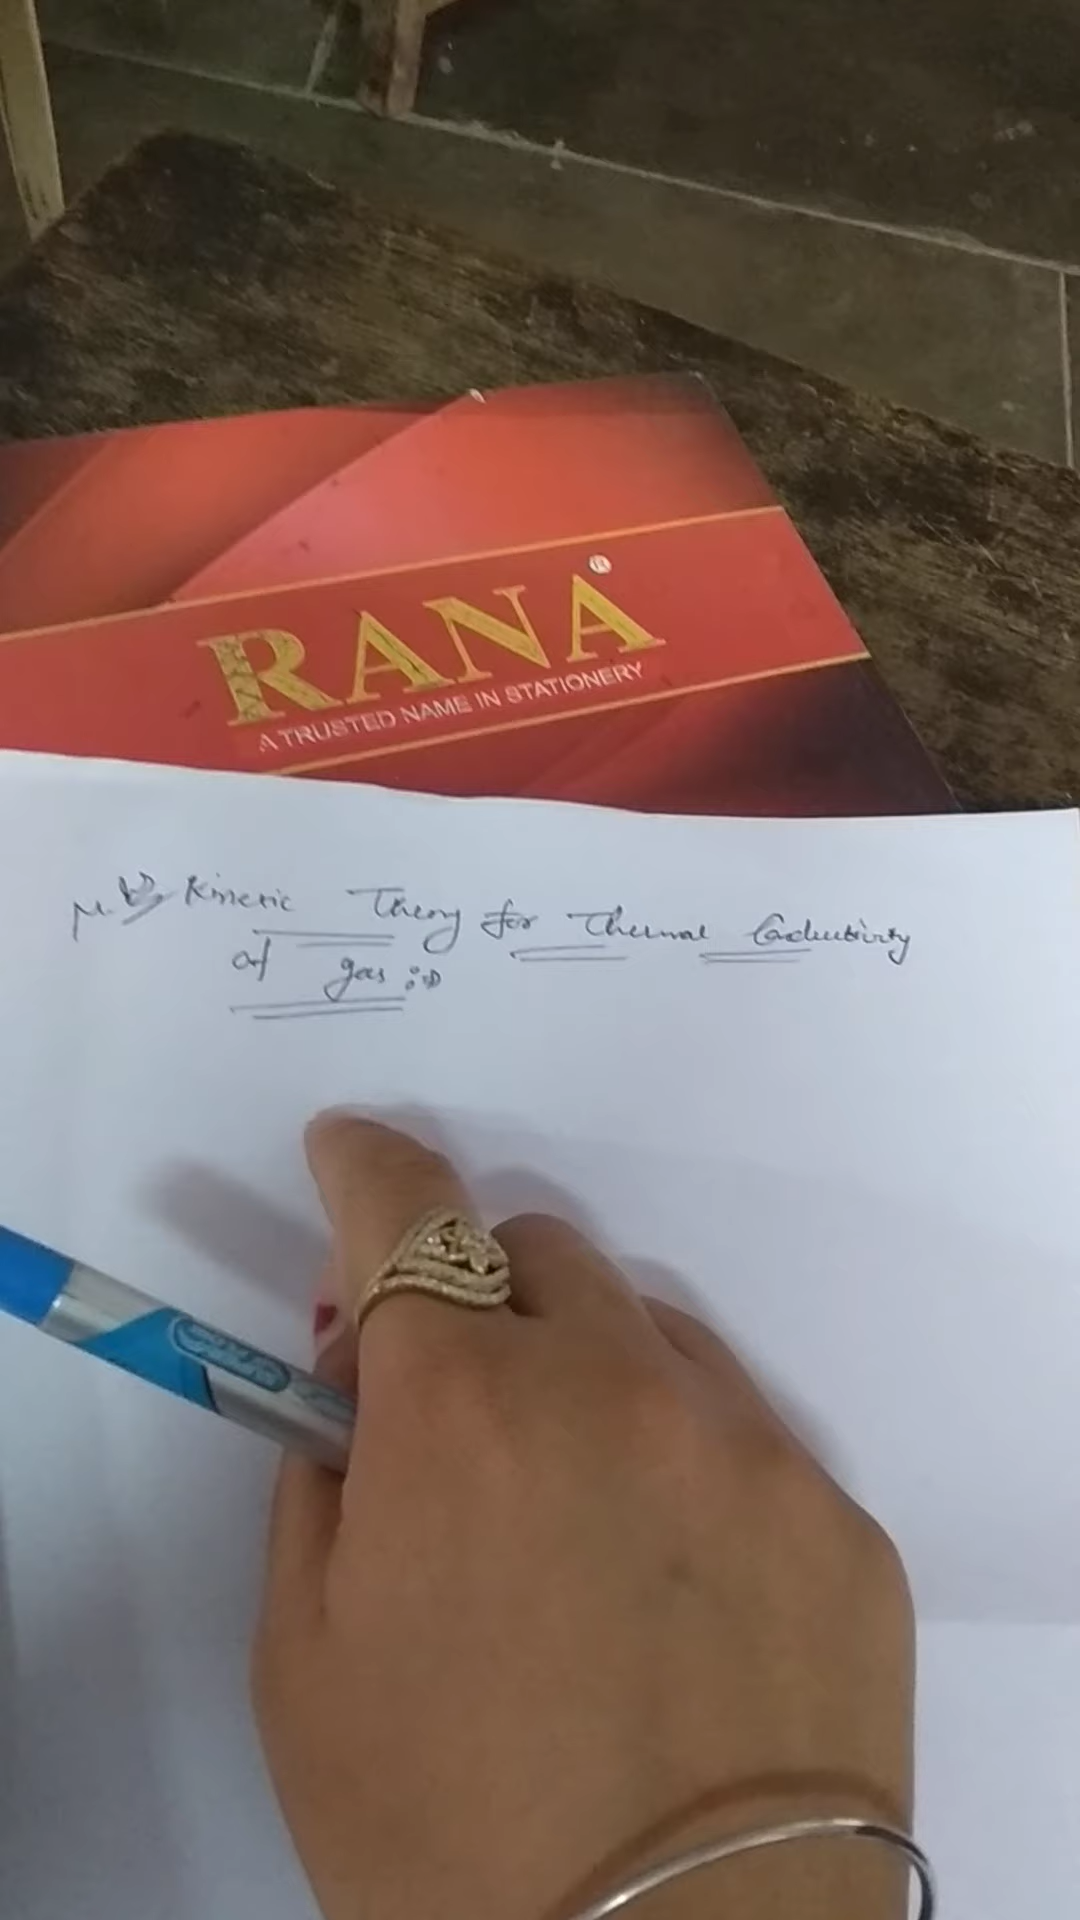 RANA®
A TRUSTED NAME IN STATIONERY
Kinetic Theory for Thermal Conductivity
of gas :-